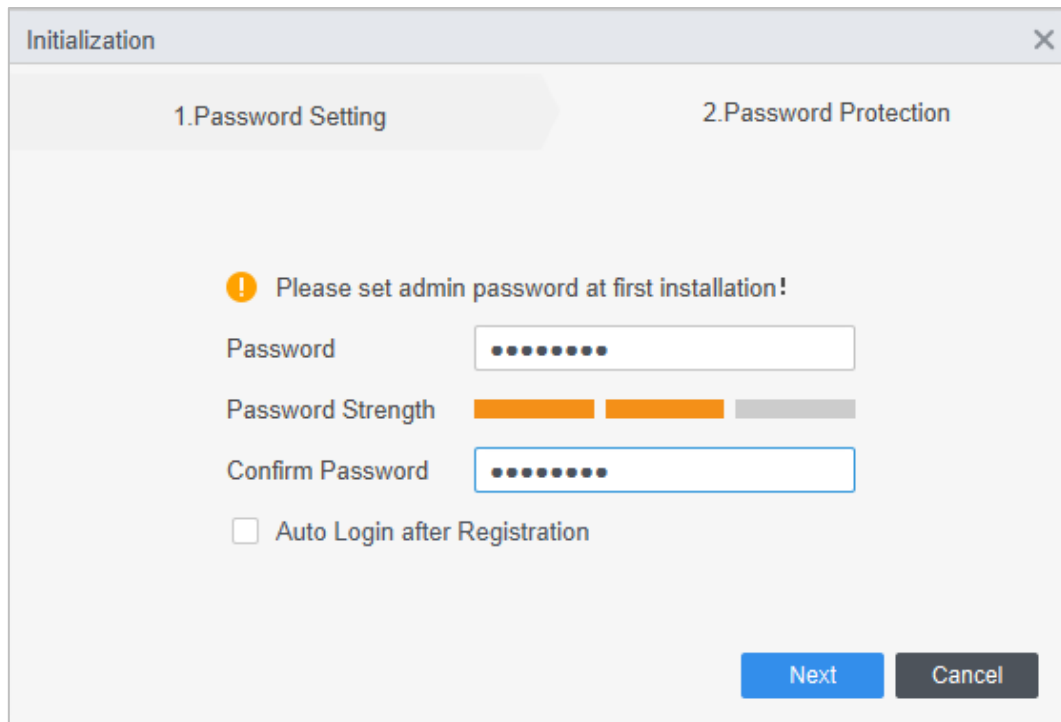 Initialization
1.Password Setting
2.Password Protection
Please set admin password at first installation!
Password
••••••••
Password Strength
Confirm Password
••••••••
Auto Login after Registration
Next
Cancel